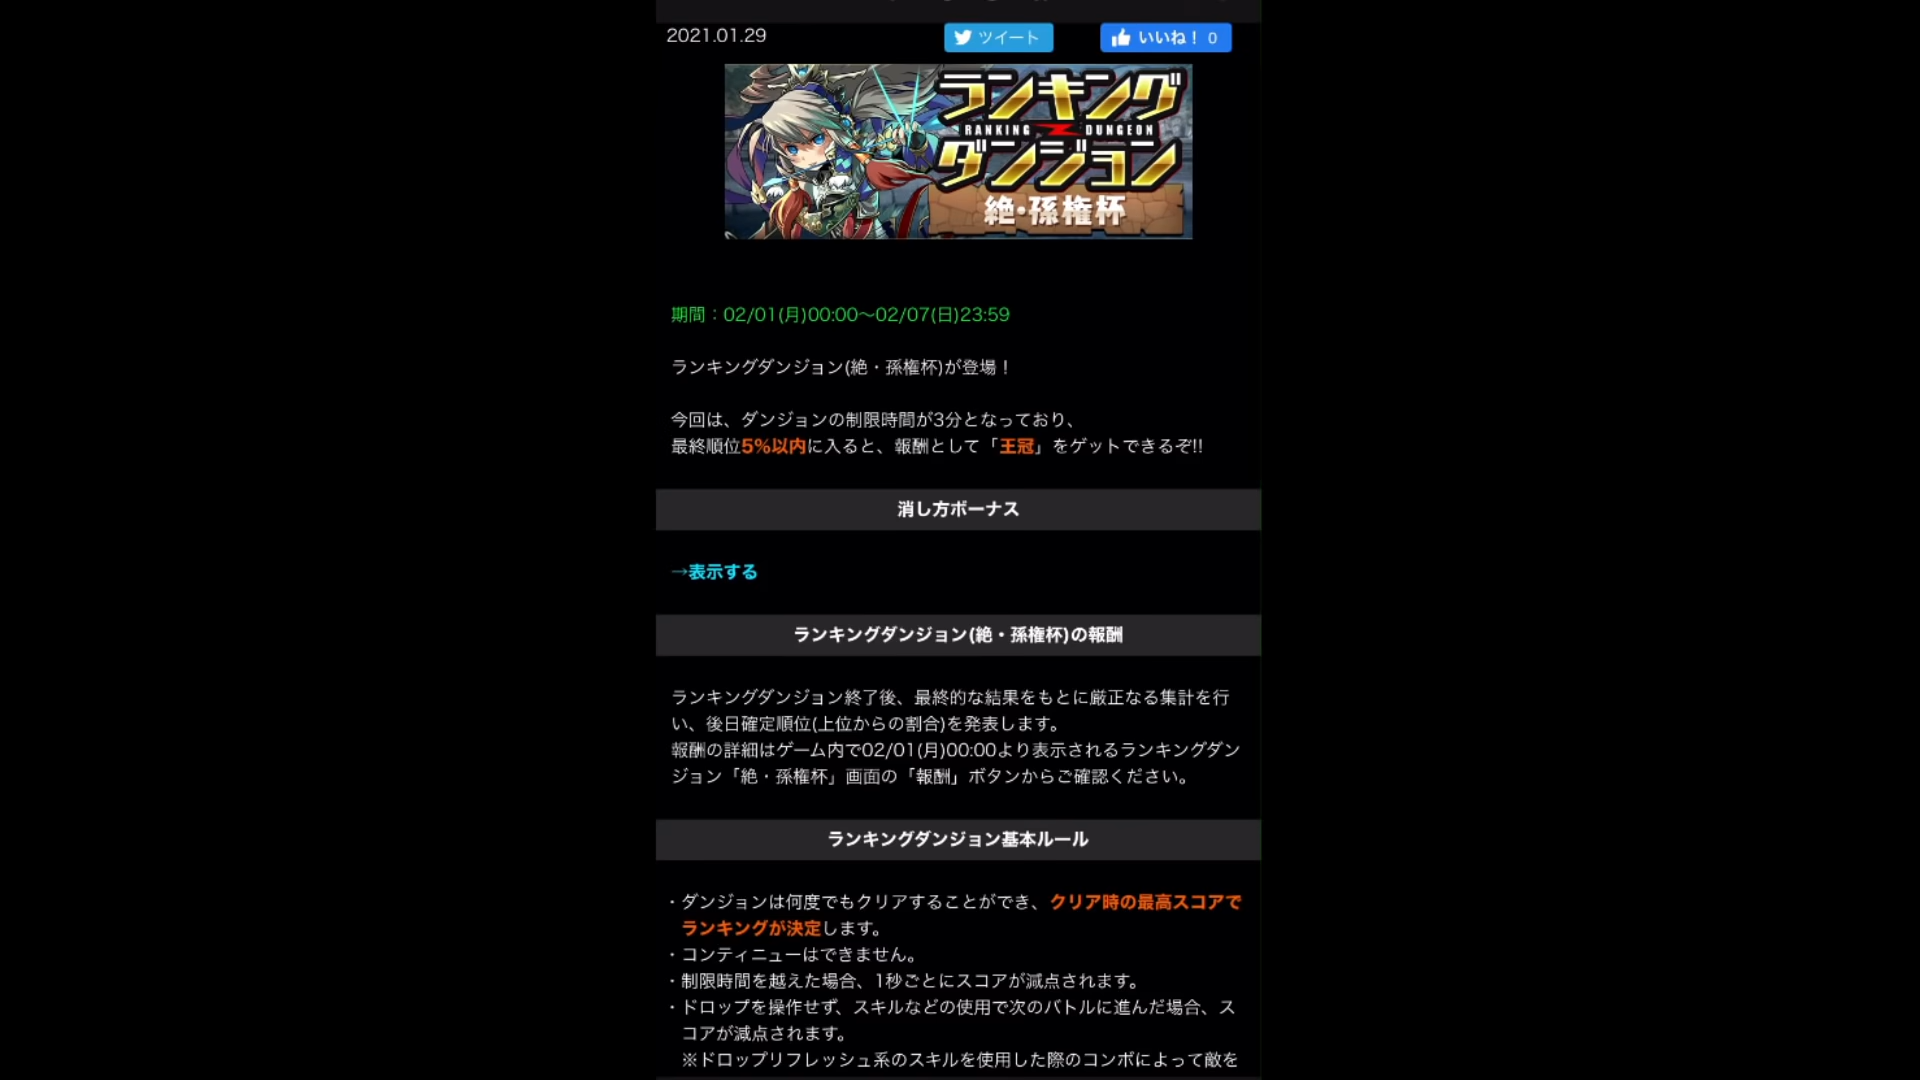 2021.01.29
ツイート
いいね！ 0
ランキング
RANKING DUNGEON
ダンジョン
絶・孫権杯
期間：02/01(月)00:00〜02/07(日)23:59
ランキングダンジョン(絶・孫権杯)が登場！
今回は、ダンジョンの制限時間が3分となっており、
最終順位5%以内に入ると、報酬として「王冠」をゲットできるぞ!!
消し方ボーナス
→表示する
ランキングダンジョン(絶・孫権杯)の報酬
ランキングダンジョン終了後、最終的な結果をもとに厳正なる集計を行
い、後日確定順位(上位からの割合)を発表します。
報酬の詳細はゲーム内で02/01(月)00:00より表示されるランキングダン
ジョン「絶・孫権杯」画面の「報酬」ボタンからご確認ください。
ランキングダンジョン基本ルール
・ダンジョンは何度でもクリアすることができ、クリア時の最高スコアで
ランキングが決定します。
・コンティニューはできません。
・制限時間を越えた場合、1秒ごとにスコアが減点されます。
・ドロップを操作せず、スキルなどの使用で次のバトルに進んだ場合、ス
コアが減点されます。
※ドロップリフレッシュ系のスキルを使用した際のコンボによって敵を